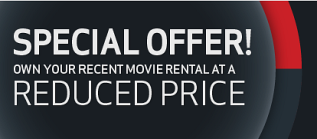 SPECIAL OFFER!
OWN YOUR RECENT MOVIE RENTAL AT A
REDUCED PRICE